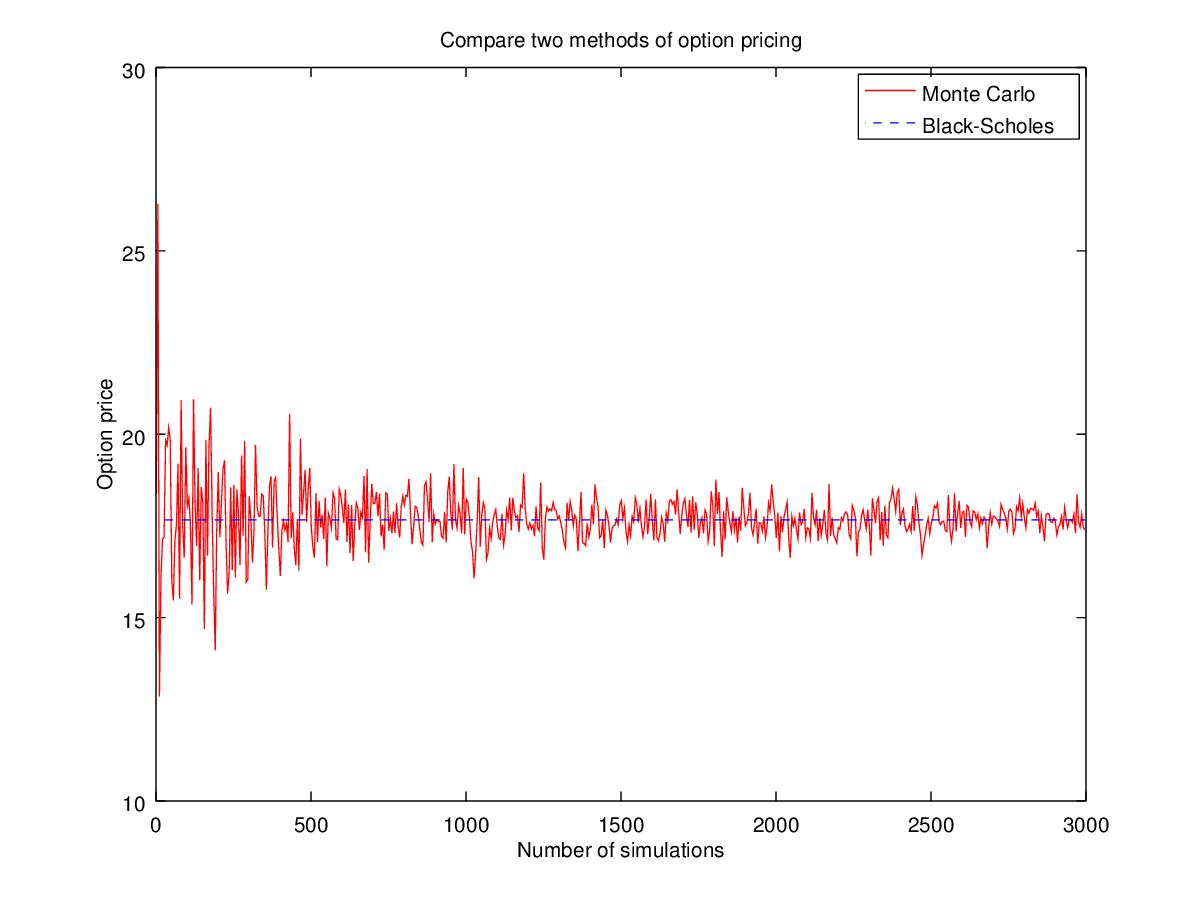 Compare two methods of option pricing
30
25
20
15
10
Option price
Monte Carlo
Black-Scholes
0 500 1000 1500 2000 2500 3000
Number of simulations